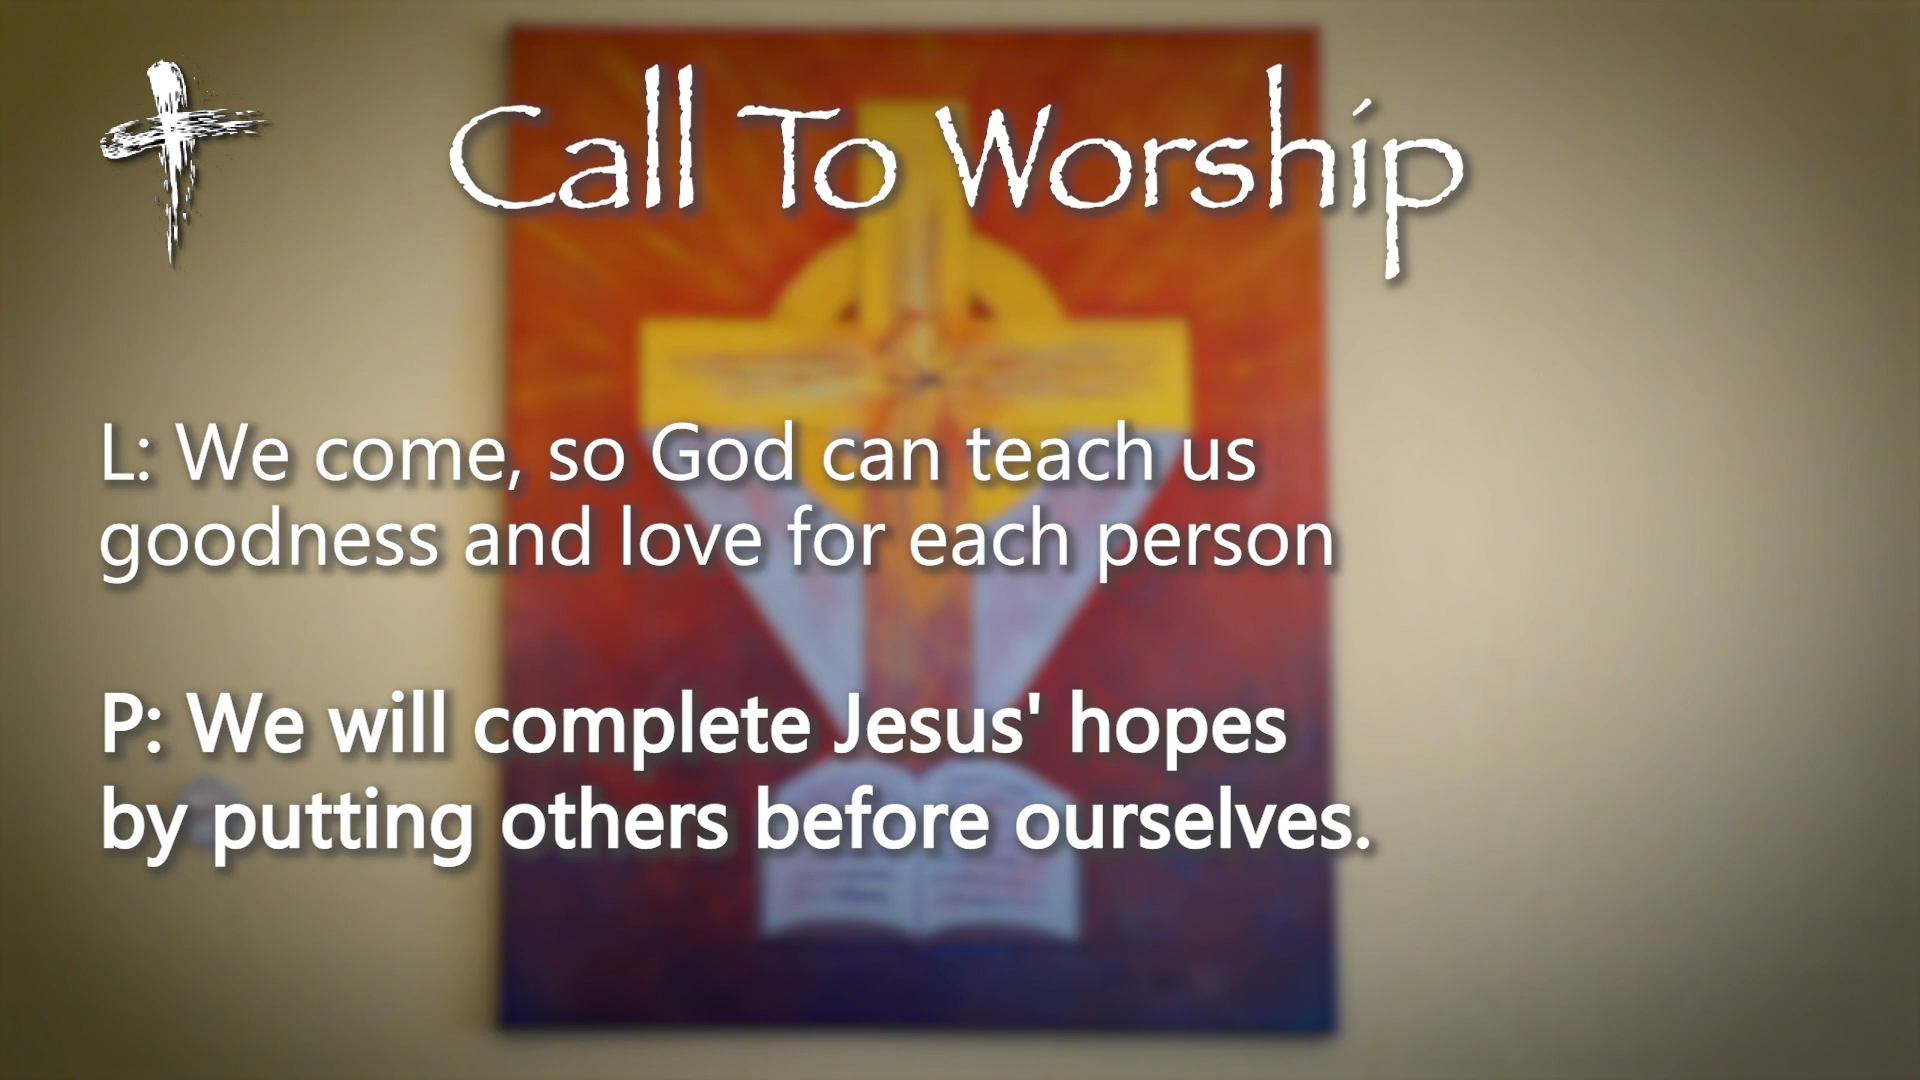 Call To Worship
L: We come, so God can teach us
goodness and love for each person
P: We will complete Jesus' hopes
by putting others before ourselves.